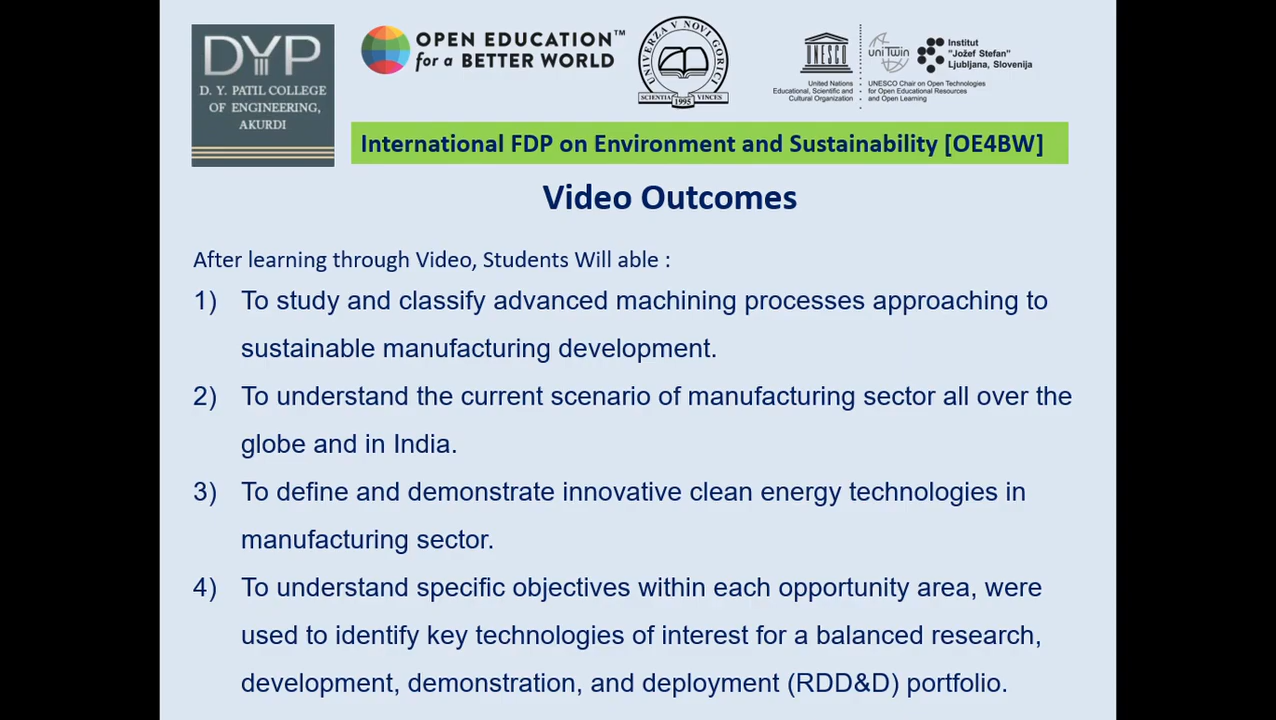 DYP
D. Y. PATIL COLLEGE
OF ENGINEERING,
AKURDI
OPEN EDUCATION™
for a BETTER WORLD
UNIVERZA V NOVI GORICI
SCIENTIA VINCES
1995
UNESCO
United Nations
Educational, Scientific and
Cultural Organization
uniTwin
Institut
"Jožef Stefan"
Ljubljana, Slovenija
UNESCO Chair on Open Technologies
for Open Educational Resources
and Open Learning
International FDP on Environment and Sustainability [OE4BW]
Video Outcomes
After learning through Video, Students Will able :
1) To study and classify advanced machining processes approaching to
sustainable manufacturing development.
2) To understand the current scenario of manufacturing sector all over the
globe and in India.
3) To define and demonstrate innovative clean energy technologies in
manufacturing sector.
4) To understand specific objectives within each opportunity area, were
used to identify key technologies of interest for a balanced research,
development, demonstration, and deployment (RDD&D) portfolio.